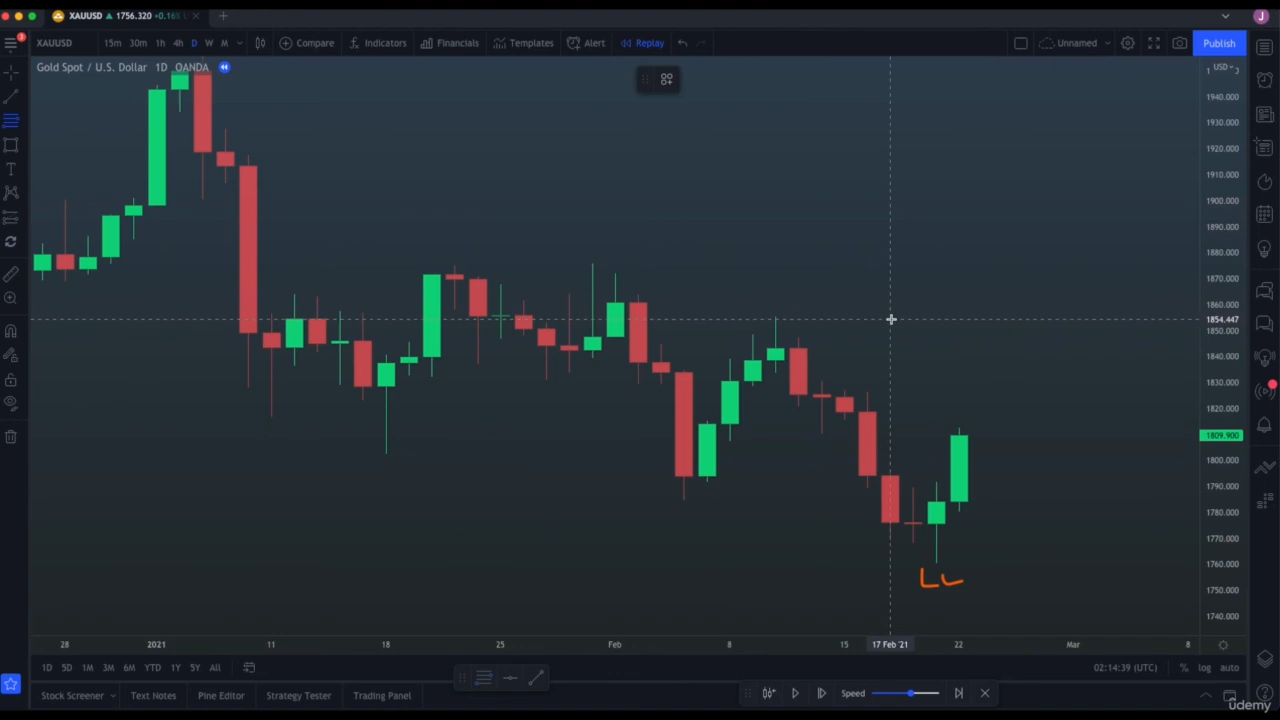 XAUUSD ▲ 1756.320 +0.16%
J
3
XAUUSD 15m 30m 1h 4h D W M Compare Indicators Financials Templates Alert Replay Unnamed Publish
Gold Spot / U.S. Dollar 1D OANDA
USD
1940.000
1930.000
1920.000
1910.000
1900.000
1890.000
1880.000
1870.000
1860.000
1854.447
1850.000
1840.000
1830.000
1820.000
1809.900
1800.000
1790.000
1780.000
1770.000
1760.000
1750.000
1740.000
LL
28 2021 11 18 25 Feb 8 15 17 Feb '21 22 Mar 8
1D 5D 1M 3M 6M YTD 1Y 5Y All 02:14:39 (UTC) % log auto
Stock Screener Text Notes Pine Editor Strategy Tester Trading Panel Speed
udemy